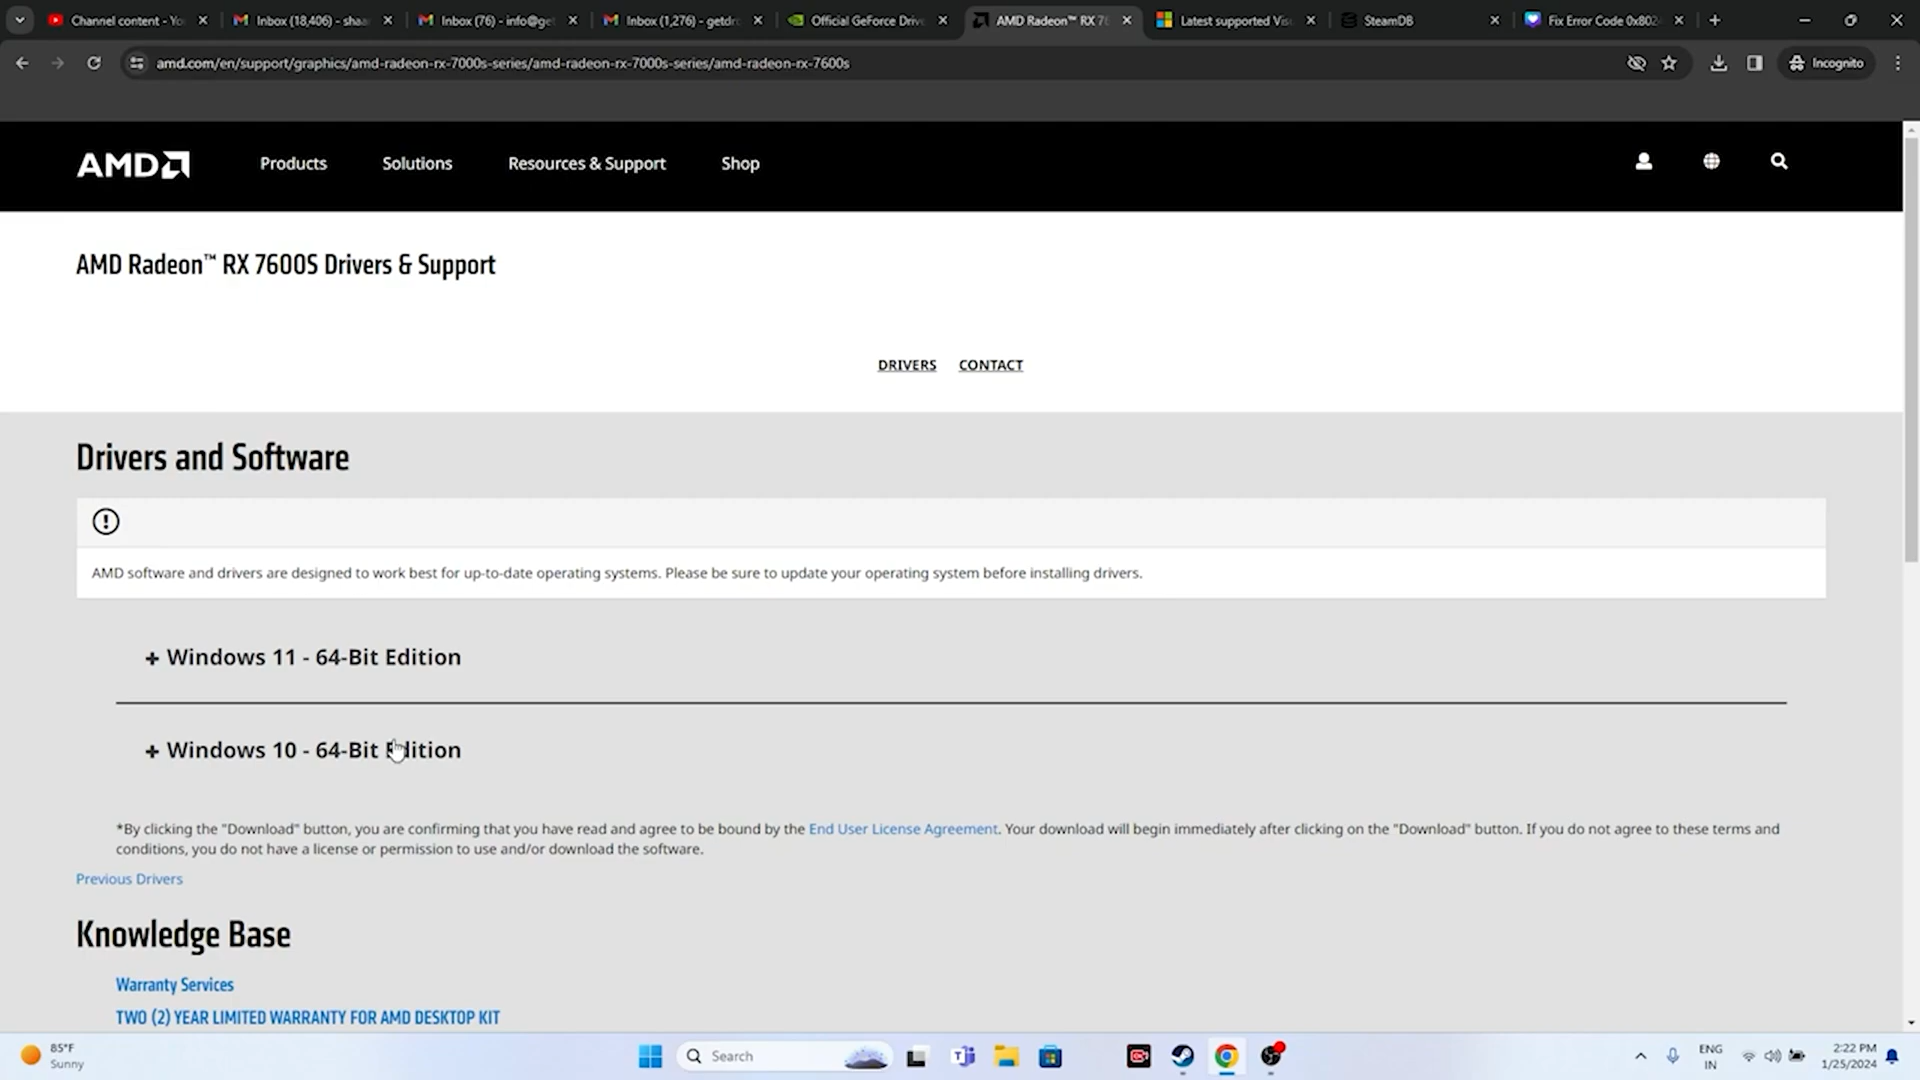 Channel content - Yo
Inbox (18,406) - shaa
Inbox (76) - info@ge
Inbox (1,276) - getdr
Official GeForce Drive
AMD Radeon™ RX 76
Latest supported Visu
SteamDB
Fix Error Code 0x802
amd.com/en/support/graphics/amd-radeon-rx-7000s-series/amd-radeon-rx-7000s-series/amd-radeon-rx-7600s
Incognito
AMD
Products
Solutions
Resources & Support
Shop
AMD Radeon™ RX 7600S Drivers & Support
DRIVERS
CONTACT
Drivers and Software
AMD software and drivers are designed to work best for up-to-date operating systems. Please be sure to update your operating system before installing drivers.
+ Windows 11 - 64-Bit Edition
+ Windows 10 - 64-Bit Edition
*By clicking the "Download" button, you are confirming that you have read and agree to be bound by the End User License Agreement. Your download will begin immediately after clicking on the "Download" button. If you do not agree to these terms and
conditions, you do not have a license or permission to use and/or download the software.
Previous Drivers
Knowledge Base
Warranty Services
TWO (2) YEAR LIMITED WARRANTY FOR AMD DESKTOP KIT
85°F
Sunny
Search
ENG
IN
2:22 PM
1/25/2024